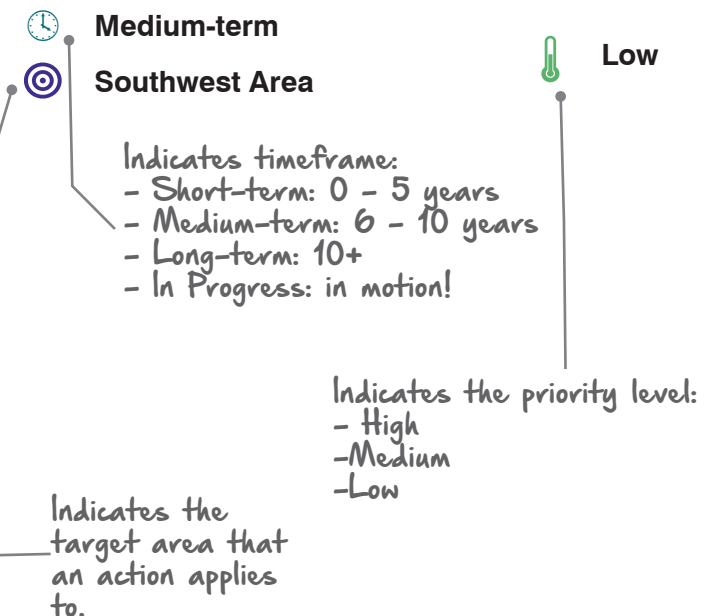 Medium-term
Low
Southwest Area
Indicates timeframe:
- Short-term: 0 - 5 years
- Medium-term: 6 - 10 years
- Long-term: 10+
- In Progress: in motion!
Indicates the priority level:
- High
-Medium
-Low
Indicates the
target area that
an action applies
to.